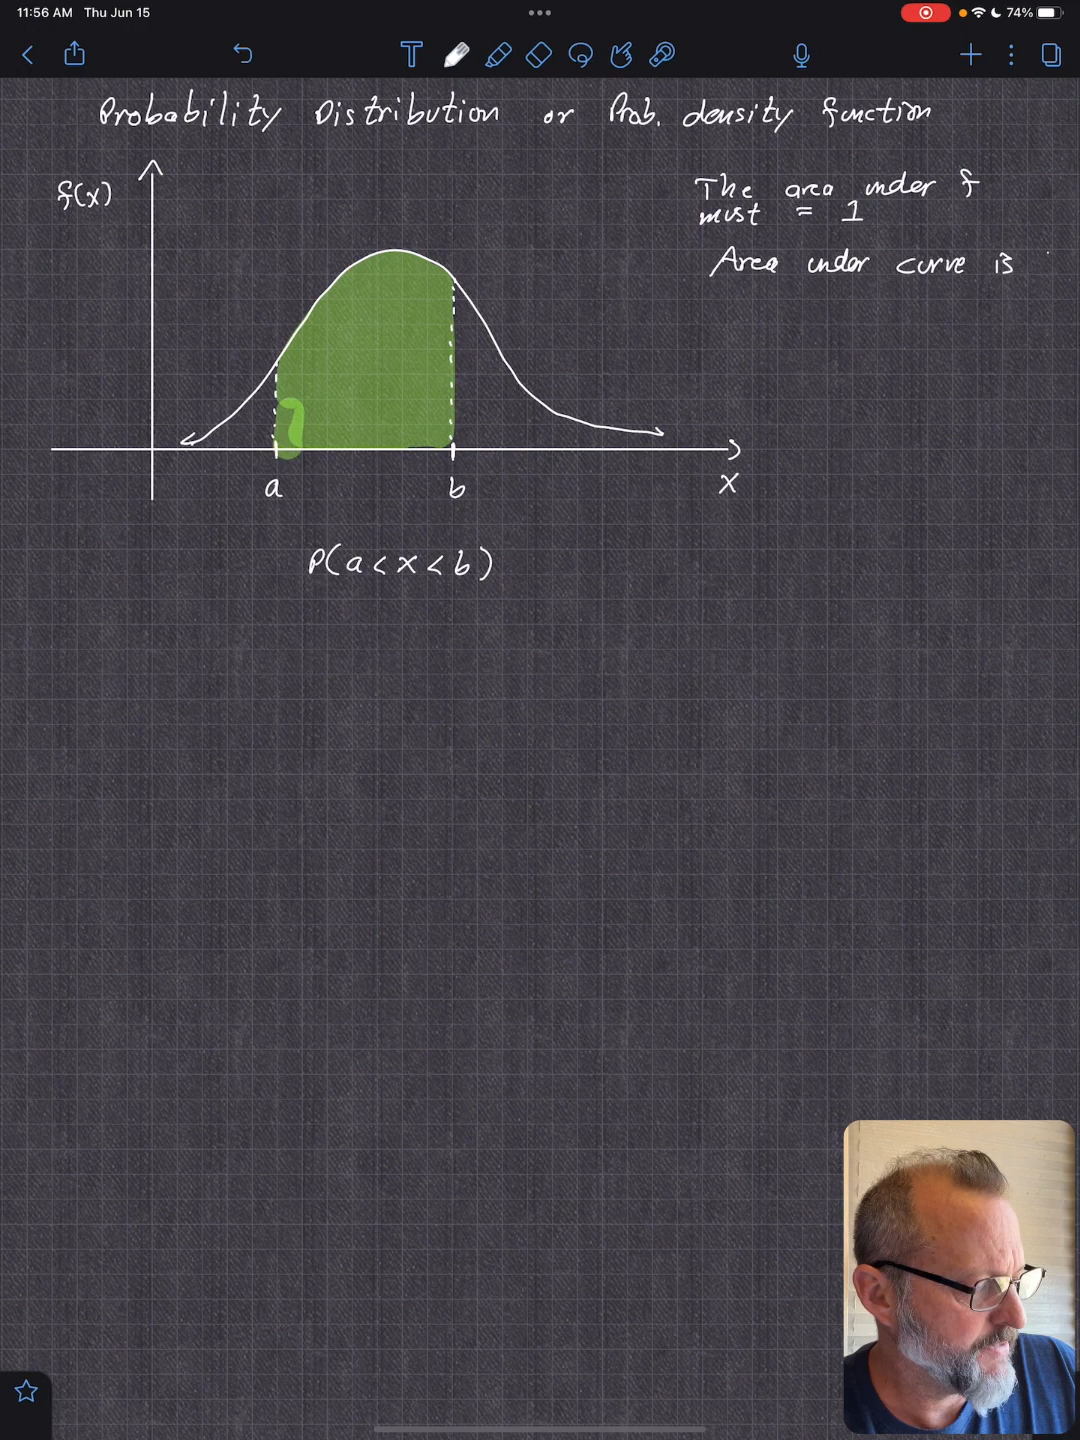 11:56 AM Thu Jun 15
74%
Probability Distribution or Prob. density function
f(x)
The area under f
must = 1
Area under curve is
a b x
P(a < x < b)